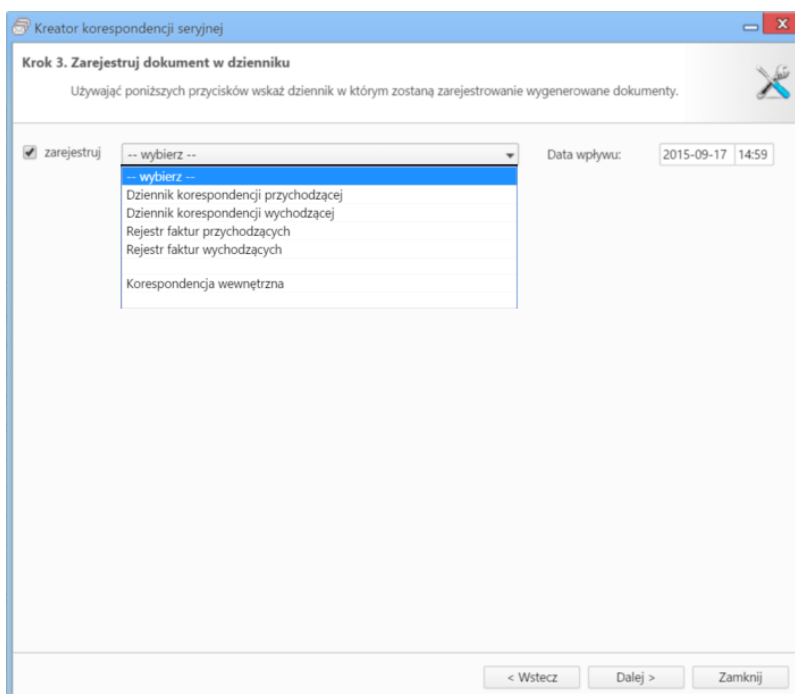 Kreator korespondencji seryjnej
Krok 3. Zarejestruj dokument w dzienniku
Używając poniższych przycisków wskaż dziennik w którym zostaną zarejestrowanie wygenerowane dokumenty.
zarejestruj -- wybierz -- Data wpływu: 2015-09-17 14:59
-- wybierz --
Dziennik korespondencji przychodzącej
Dziennik korespondencji wychodzącej
Rejestr faktur przychodzących
Rejestr faktur wychodzących
Korespondencja wewnętrzna
< Wstecz Dalej > Zamknij